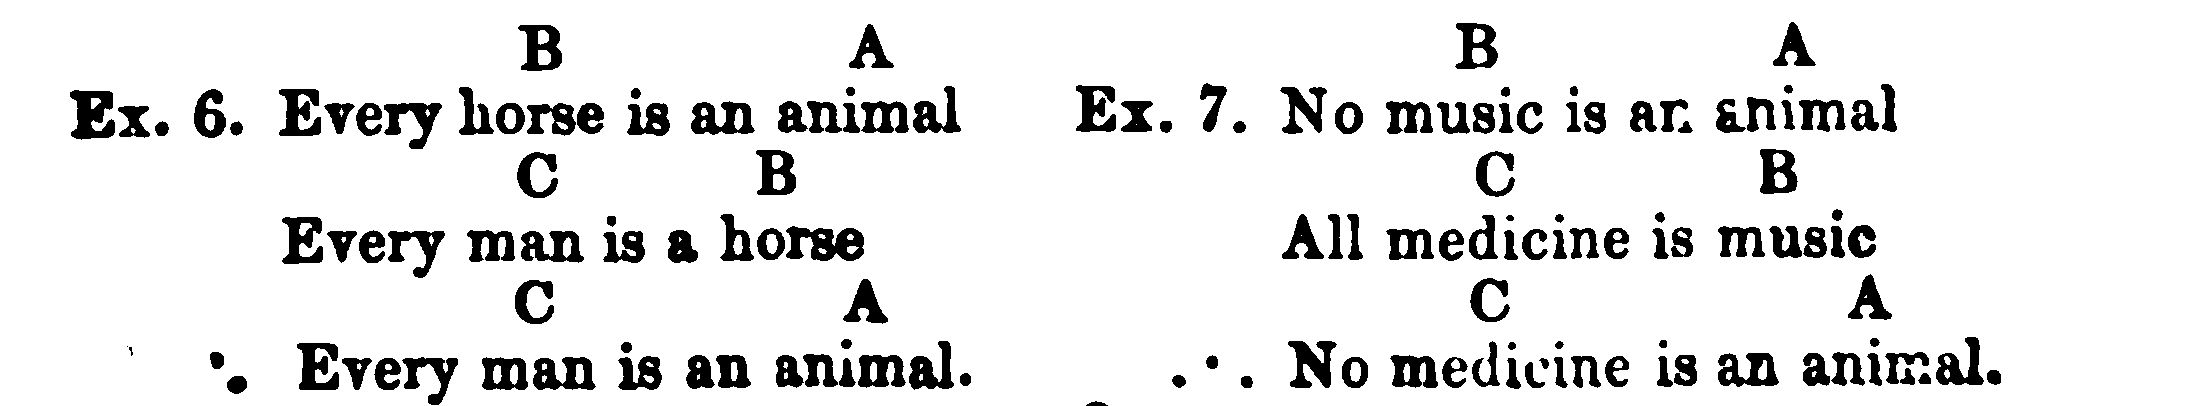 B A
Ex. 6. Every horse is an animal
C B
Every man is a horse
C A
∴ Every man is an animal.
B A
Ex. 7. No music is an animal
C B
All medicine is music
C A
∴ No medicine is an animal.